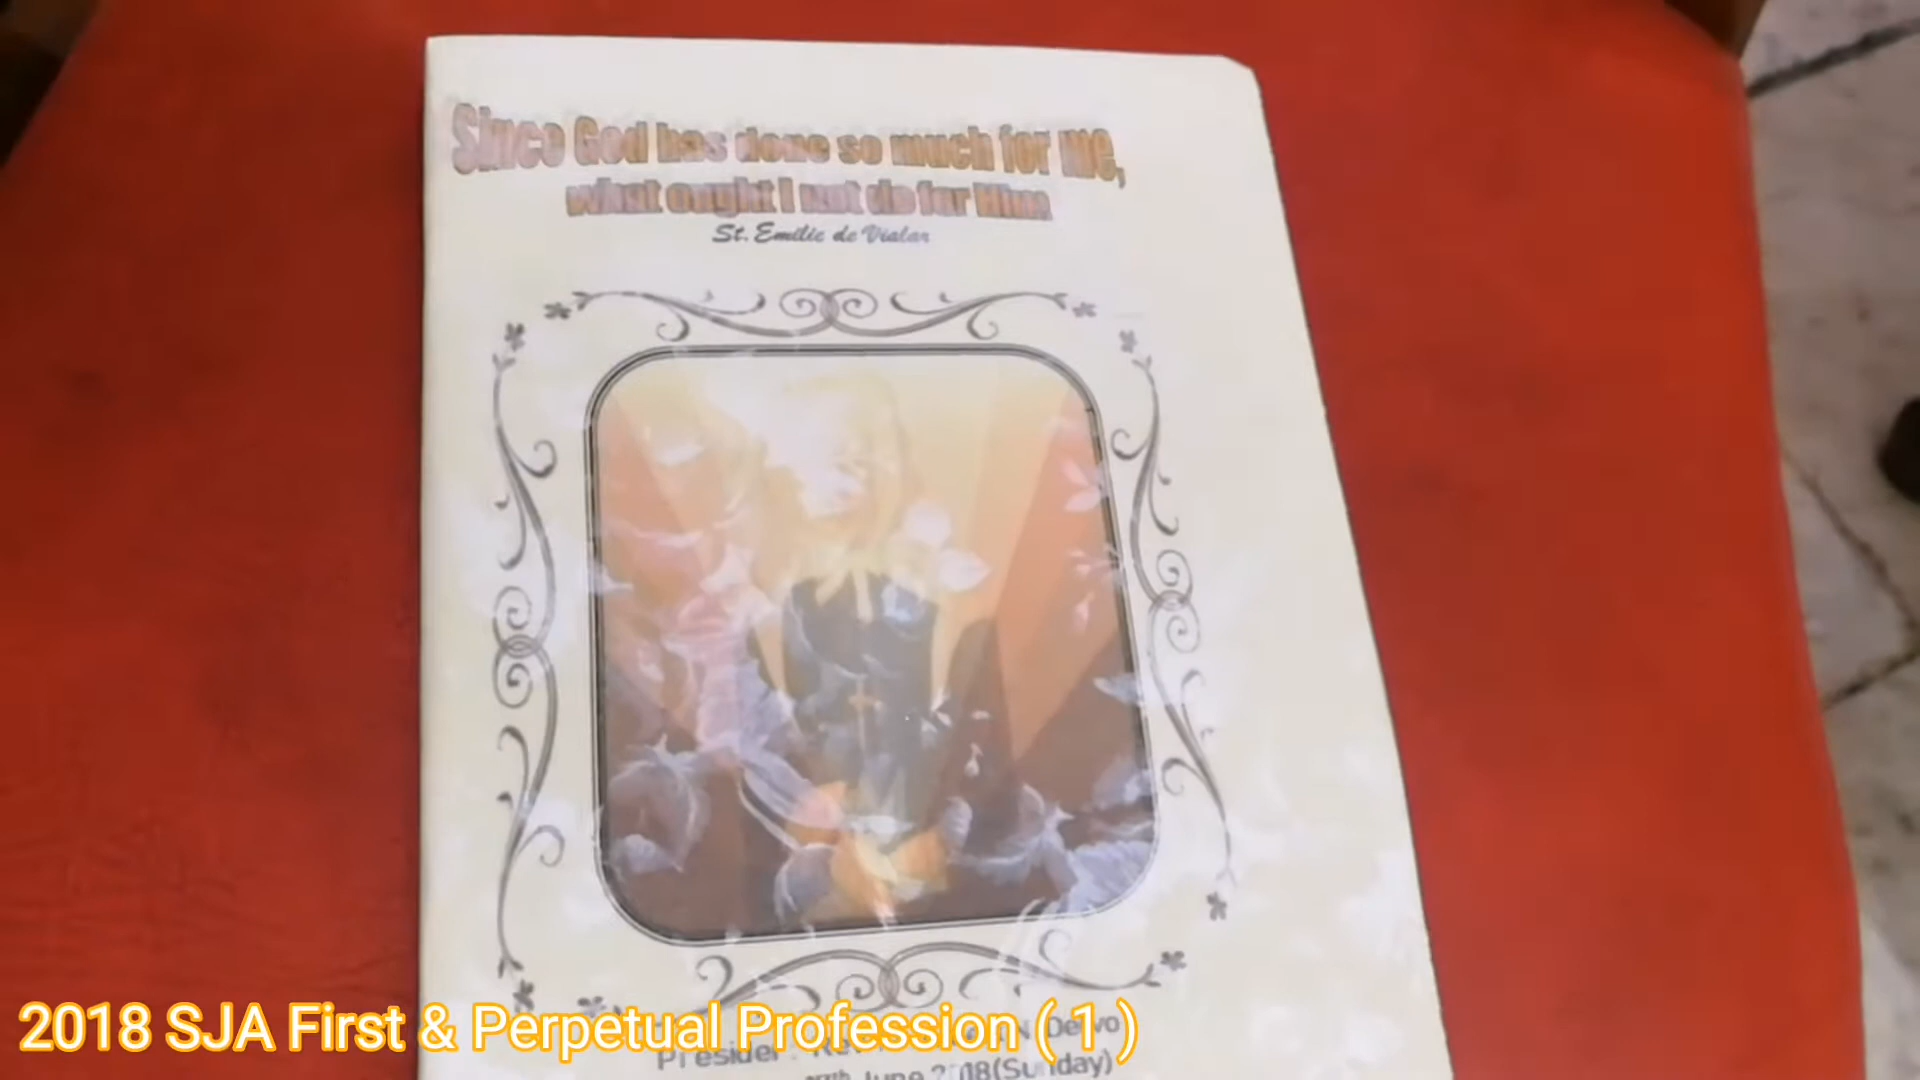 Since God has done so much for me,
what ought I not do for Him
St. Emilie de Vialar
2018 SJA First & Perpetual Profession ( 1 )
Presider :
June 2018(Sunday)